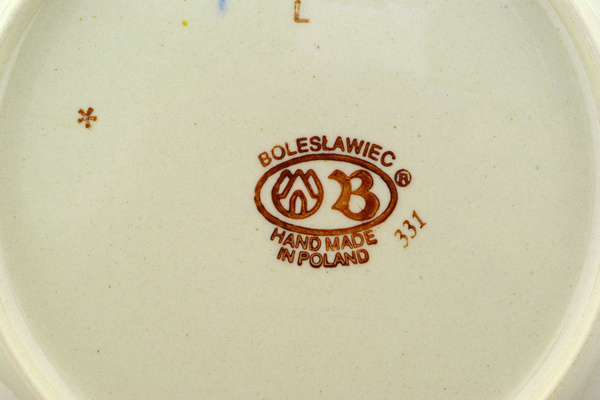 L
*
BOLESŁAWIEC ®
B
HAND MADE
IN POLAND
331